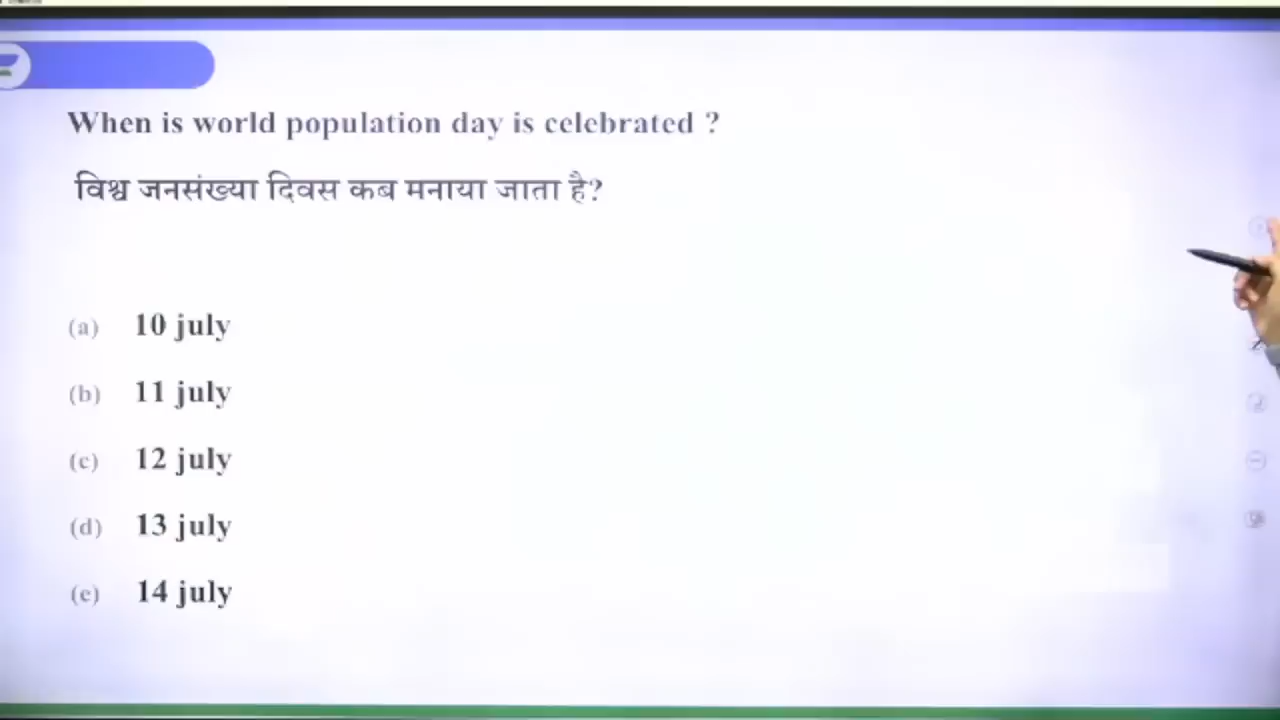 When is world population day is celebrated ?
विश्व जनसंख्या दिवस कब मनाया जाता है?
(a) 10 july
(b) 11 july
(c) 12 july
(d) 13 july
(e) 14 july